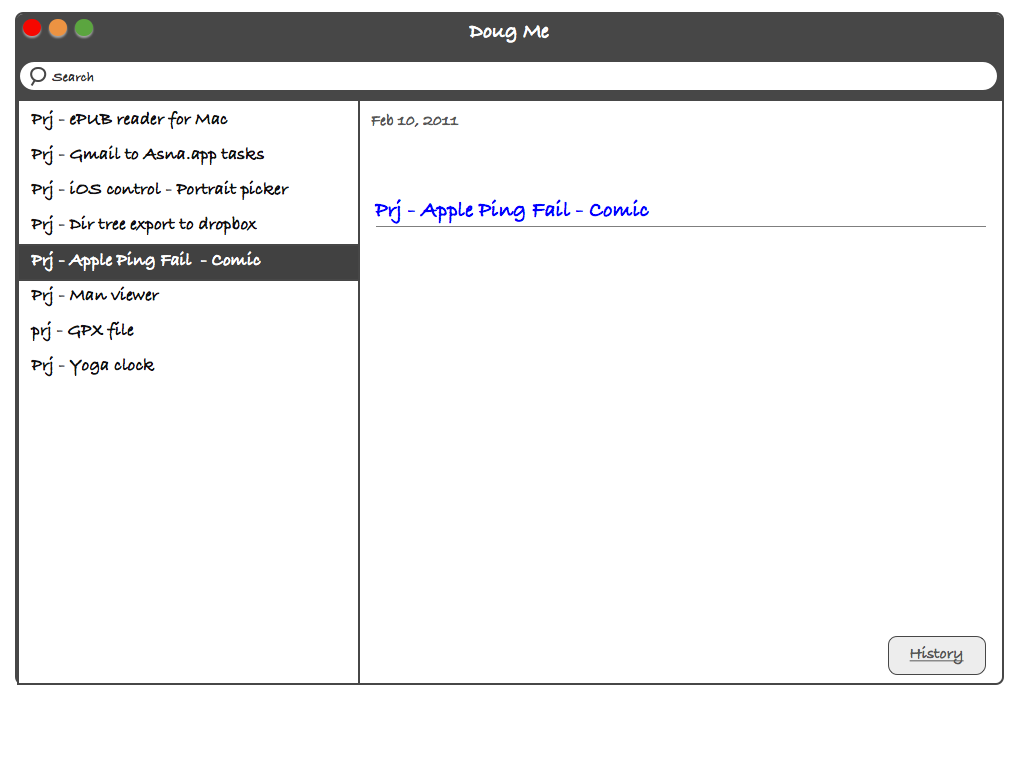 Doug Me
Search
Prj - ePUB reader for Mac
Prj - Gmail to Asna.app tasks
Prj - iOS control - Portrait picker
Prj - Dir tree export to dropbox
Prj - Apple Ping Fail - Comic
Prj - Man viewer
prj - GPX file
Prj - Yoga clock
Feb 10, 2011
Prj - Apple Ping Fail - Comic
History